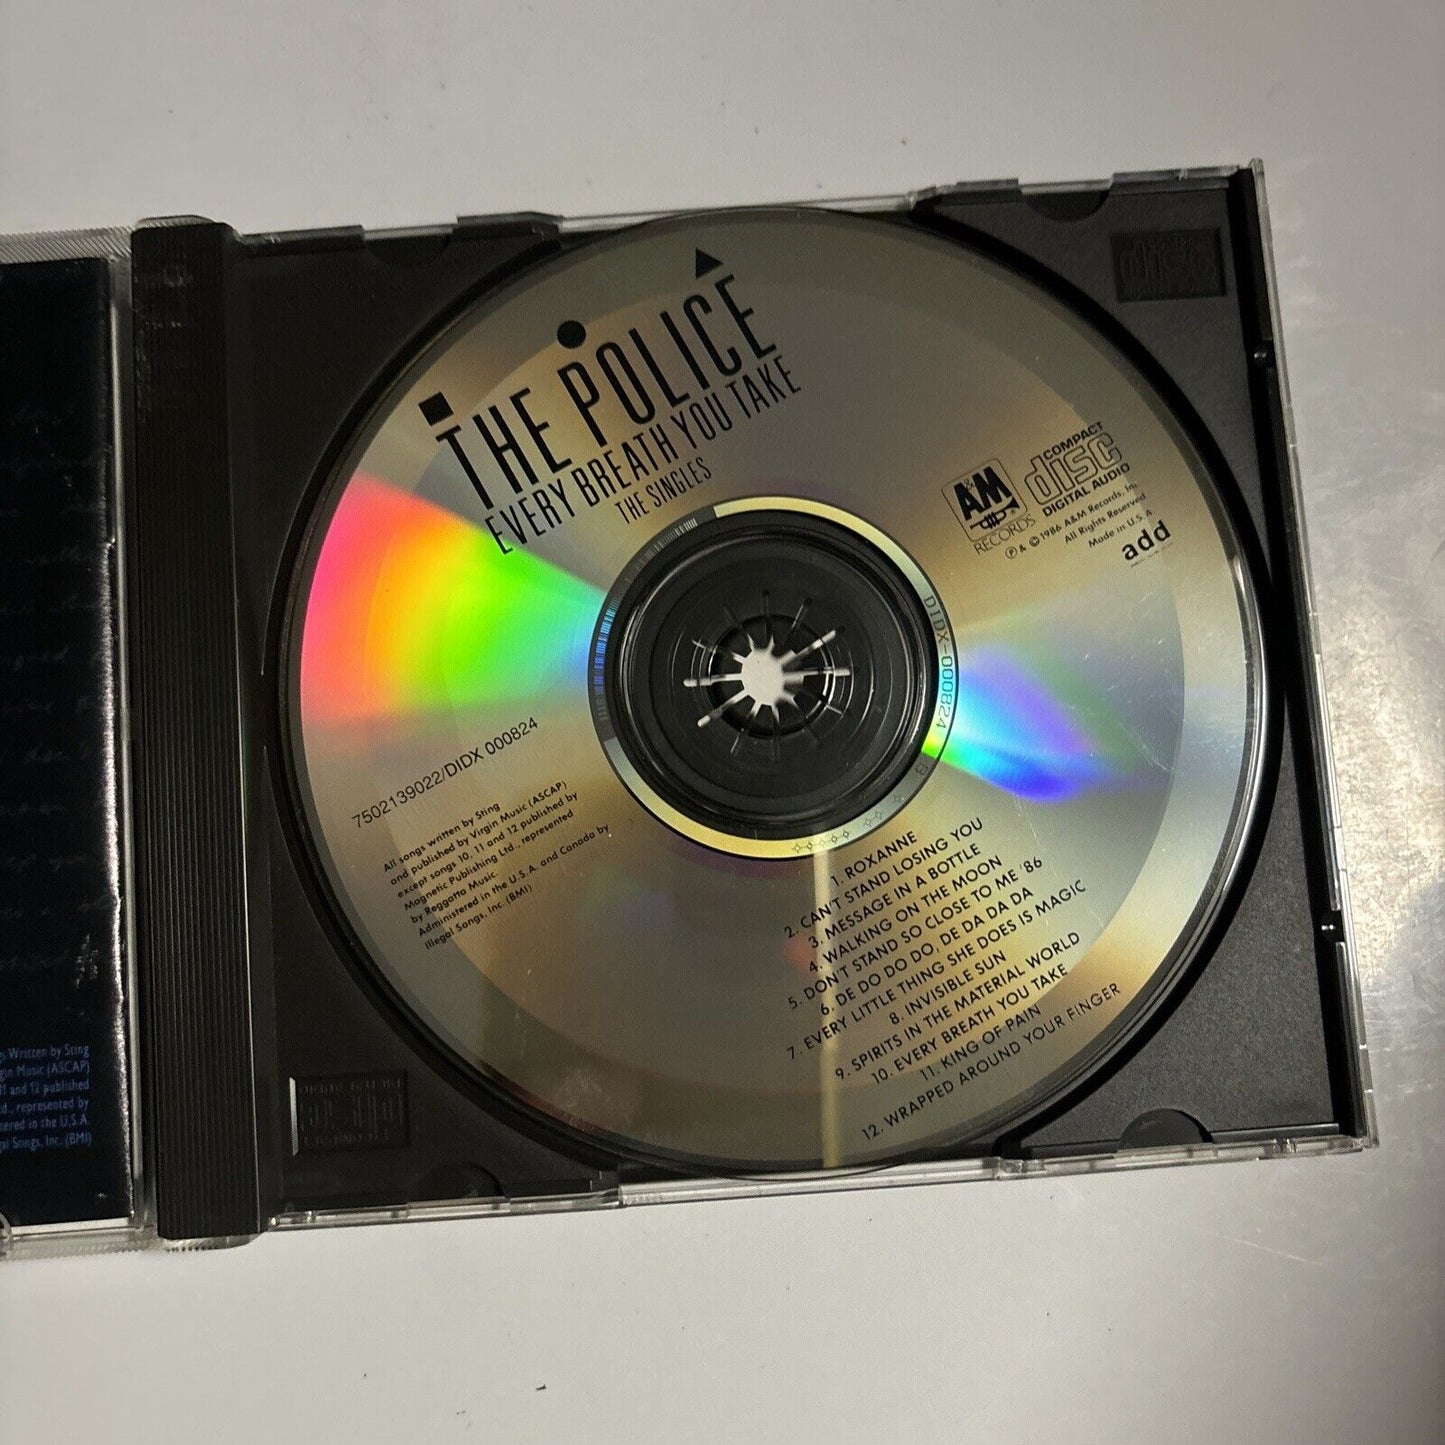 THE POLICE
EVERY BREATH YOU TAKE
THE SINGLES
A&M
RECORDS
COMPACT
disc
DIGITAL AUDIO
℗ & ©1986 A&M Records, Inc.
All Rights Reserved
Made in U.S.A
add
DIDX-000824
7502139022/DIDX 000824
All songs written by Sting
and published by Virgin Music (ASCAP)
except songs 10, 11 and 12 published by
Magnetic Publishing Ltd., represented
by Reggatta Music.
Administered in the U.S.A. and Canada by
Illegal Songs, Inc. (BMI)
1. ROXANNE
2. CAN'T STAND LOSING YOU
3. MESSAGE IN A BOTTLE
4. WALKING ON THE MOON
5. DON'T STAND SO CLOSE TO ME '86
6. DE DO DO DO, DE DA DA DA
7. EVERY LITTLE THING SHE DOES IS MAGIC
8. INVISIBLE SUN
9. SPIRITS IN THE MATERIAL WORLD
10. EVERY BREATH YOU TAKE
11. KING OF PAIN
12. WRAPPED AROUND YOUR FINGER
Written by Sting
Music (ASCAP)
11 and 12 published
represented by
in the U.S.A.
Songs, Inc. (BMI)
disc